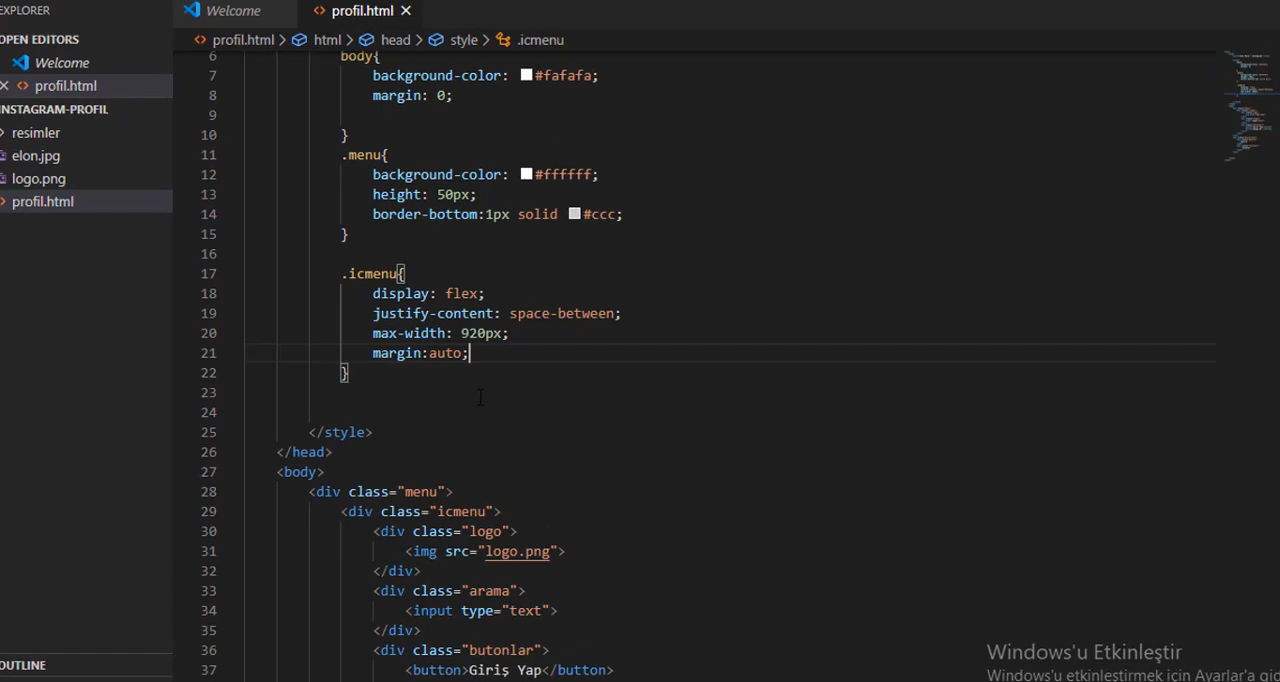 EXPLORER
OPEN EDITORS
Welcome
profil.html
INSTAGRAM-PROFIL
resimler
elon.jpg
logo.png
profil.html
OUTLINE
Welcome
profil.html
profil.html > html > head > style > .icmenu
6 body{
7 background-color: #fafafa;
8 margin: 0;
9
10 }
11 .menu{
12 background-color: #ffffff;
13 height: 50px;
14 border-bottom:1px solid #ccc;
15 }
16
17 .icmenu{
18 display: flex;
19 justify-content: space-between;
20 max-width: 920px;
21 margin:auto;
22 }
23
24
25 </style>
26 </head>
27 <body>
28 <div class="menu">
29 <div class="icmenu">
30 <div class="logo">
31 <img src="logo.png">
32 </div>
33 <div class="arama">
34 <input type="text">
35 </div>
36 <div class="butonlar">
37 <button>Giriş Yap</button>
Windows'u Etkinleştir
Windows'u etkinleştirmek için Ayarlar'a